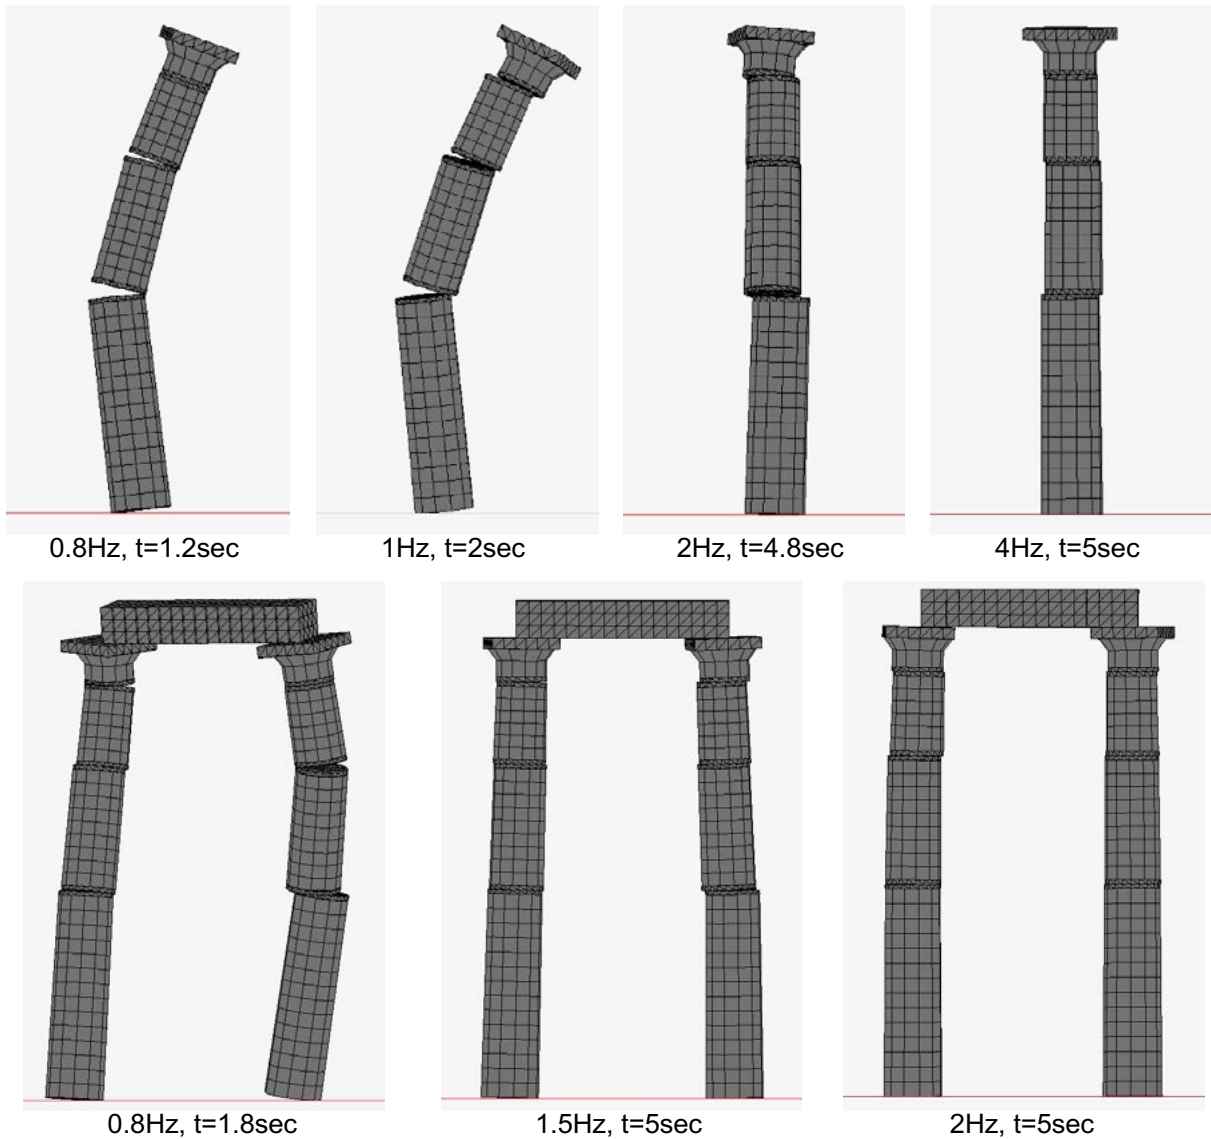 0.8Hz, t=1.2sec
1Hz, t=2sec
2Hz, t=4.8sec
4Hz, t=5sec
0.8Hz, t=1.8sec
1.5Hz, t=5sec
2Hz, t=5sec